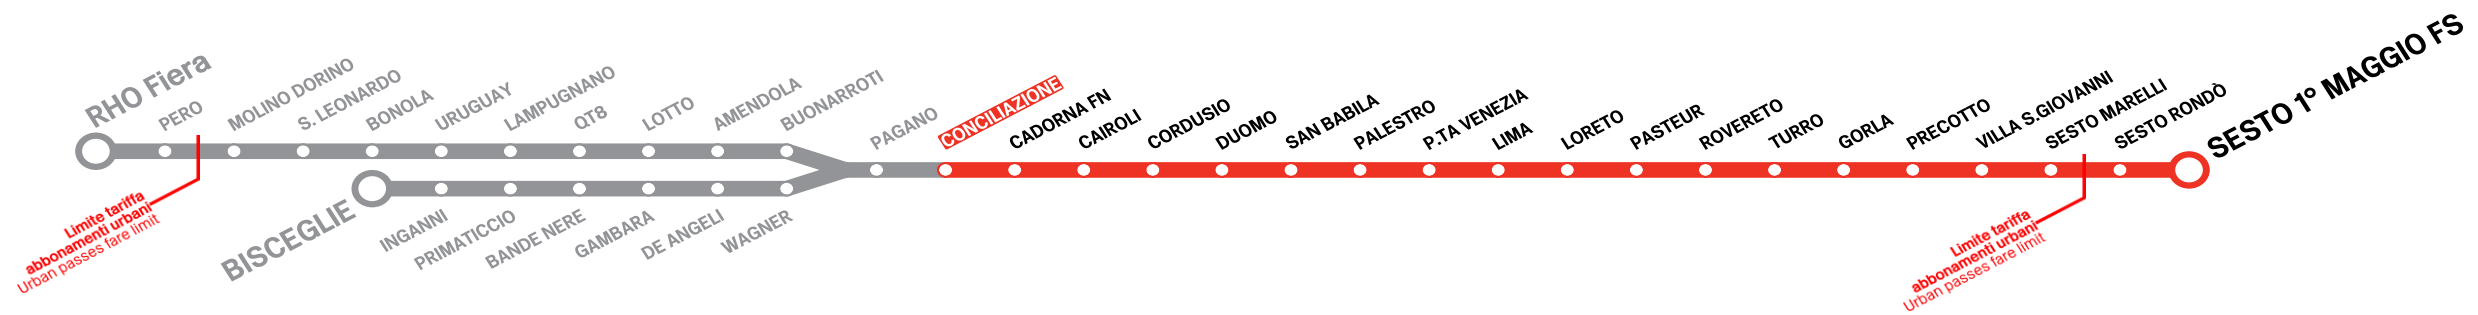 RHO Fiera
PERO
MOLINO DORINO
S. LEONARDO
BONOLA
URUGUAY
LAMPUGNANO
QT8
LOTTO
AMENDOLA
BUONARROTI
PAGANO
CONCILIAZIONE
CADORNA FN
CAIROLI
CORDUSIO
DUOMO
SAN BABILA
PALESTRO
P.TA VENEZIA
LIMA
LORETO
PASTEUR
ROVERETO
TURRO
GORLA
PRECOTTO
VILLA S.GIOVANNI
SESTO MARELLI
SESTO RONDÒ
SESTO 1° MAGGIO FS
Limite tariffa
abbonamenti urbani
Urban passes fare limit
BISCEGLIE
INGANNI
PRIMATICCIO
BANDE NERE
GAMBARA
DE ANGELI
WAGNER
Limite tariffa
abbonamenti urbani
Urban passes fare limit